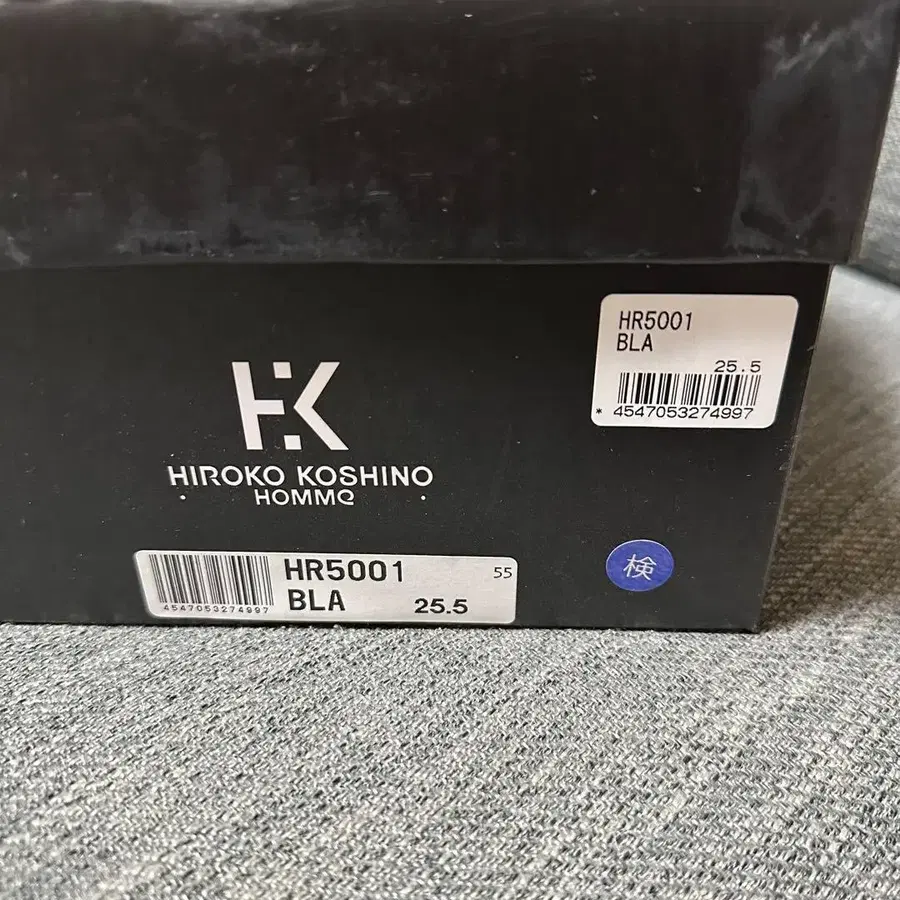 HR5001
BLA
25.5
* 4547053274997
HK
HIROKO KOSHINO
HOMME
HR5001 55
BLA 25.5
4547053274997
検